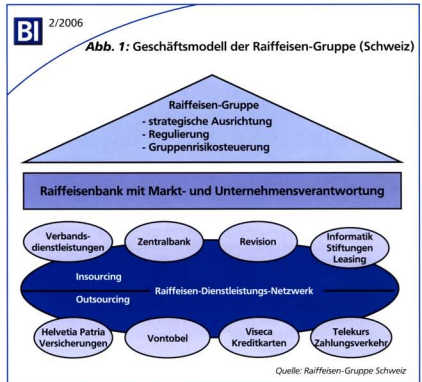 BI 2/2006
Abb. 1: Geschäftsmodell der Raiffeisen-Gruppe (Schweiz)
Raiffeisen-Gruppe
- strategische Ausrichtung
- Regulierung
- Gruppenrisikosteuerung
Raiffeisenbank mit Markt- und Unternehmensverantwortung
Verbands-
dienstleistungen
Zentralbank
Revision
Informatik
Stiftungen
Leasing
Insourcing
Raiffeisen-Dienstleistungs-Netzwerk
Outsourcing
Helvetia Patria
Versicherungen
Vontobel
Viseca
Kreditkarten
Telekurs
Zahlungsverkehr
Quelle: Raiffeisen-Gruppe Schweiz